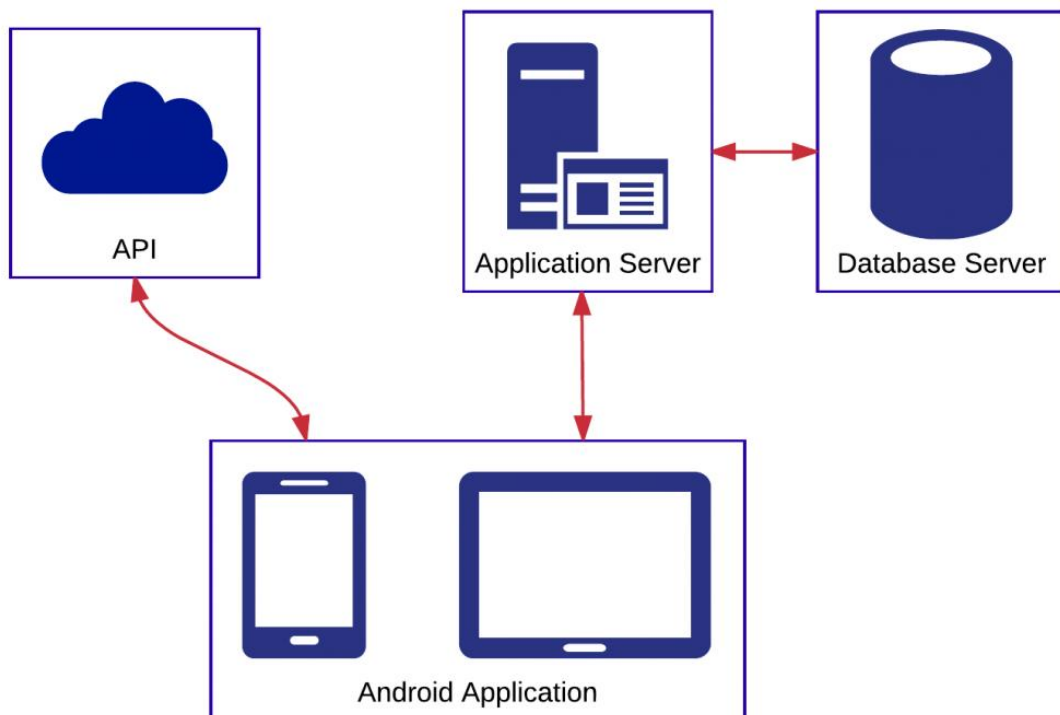 API
Application Server
Database Server
Android Application